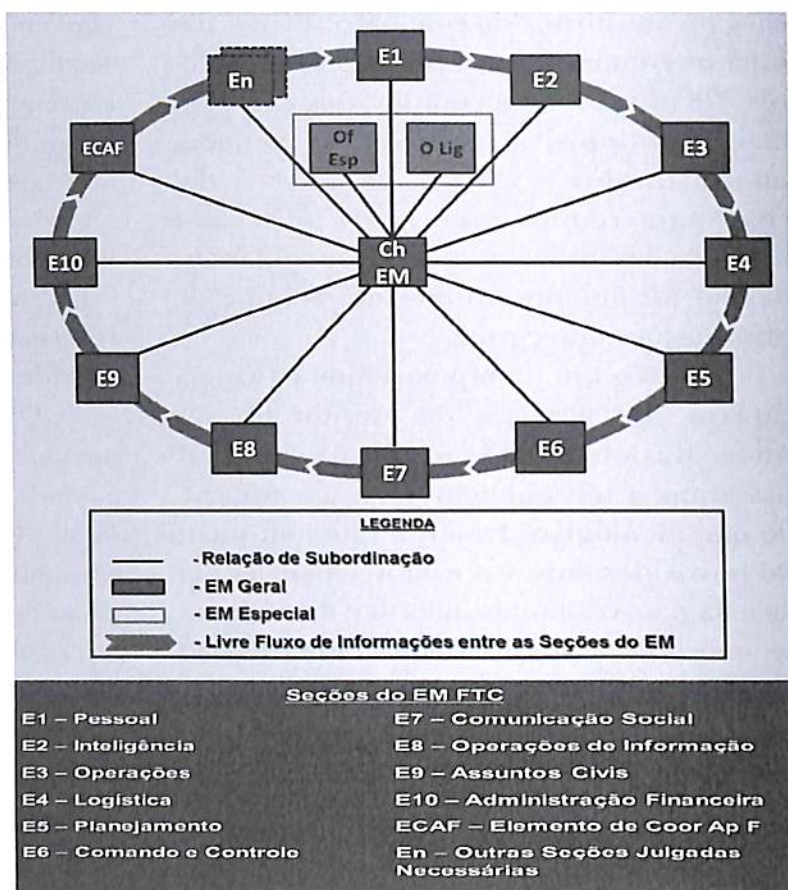 E1
En
E2
Of
Esp
O Lig
ECAF
E3
Ch
EM
E10
E4
E9
E5
E8
E6
E7
LEGENDA
- Relação de Subordinação
- EM Geral
- EM Especial
- Livre Fluxo de Informações entre as Seções do EM
Seções do EM FTC
E1 – Pessoal
E2 – Inteligência
E3 – Operações
E4 – Logística
E5 – Planejamento
E6 – Comando e Controle
E7 – Comunicação Social
E8 – Operações de Informação
E9 – Assuntos Civis
E10 – Administração Financeira
ECAF – Elemento de Coor Ap F
En – Outras Seções Julgadas
Necessárias